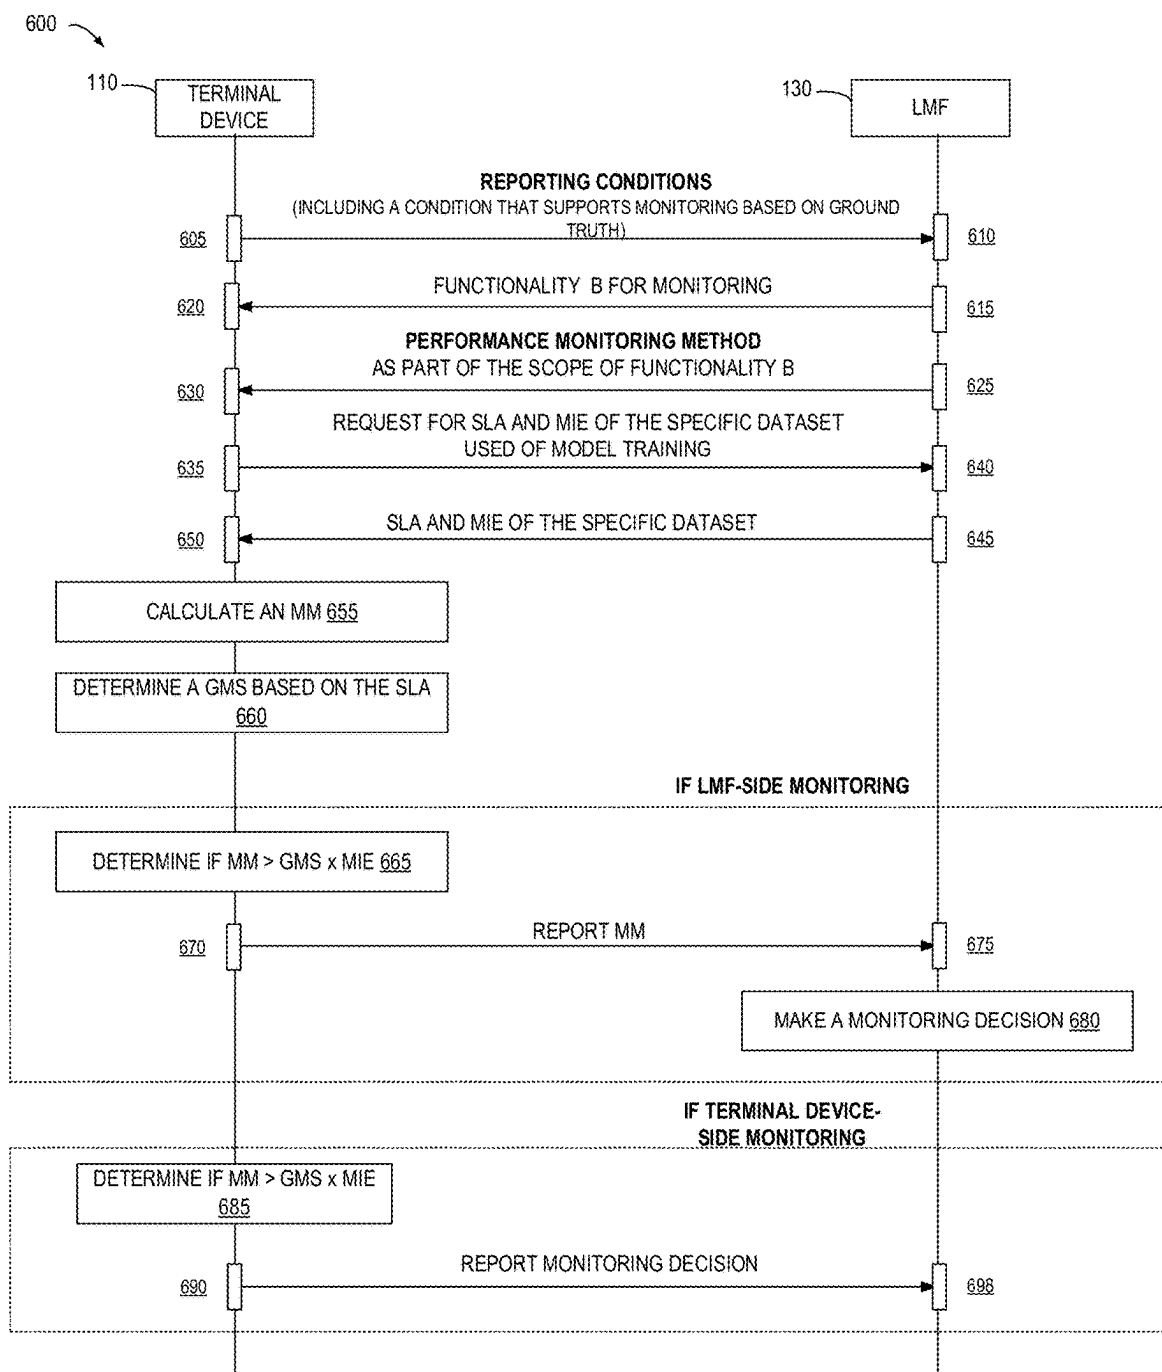 600
110
TERMINAL
DEVICE
130
LMF
REPORTING CONDITIONS
(INCLUDING A CONDITION THAT SUPPORTS MONITORING BASED ON GROUND
TRUTH)
605
610
FUNCTIONALITY B FOR MONITORING
620
615
PERFORMANCE MONITORING METHOD
AS PART OF THE SCOPE OF FUNCTIONALITY B
630
625
REQUEST FOR SLA AND MIE OF THE SPECIFIC DATASET
USED OF MODEL TRAINING
635
640
SLA AND MIE OF THE SPECIFIC DATASET
650
645
CALCULATE AN MM 655
DETERMINE A GMS BASED ON THE SLA
660
IF LMF-SIDE MONITORING
DETERMINE IF MM > GMS x MIE 665
REPORT MM
670
675
MAKE A MONITORING DECISION 680
IF TERMINAL DEVICE-
SIDE MONITORING
DETERMINE IF MM > GMS x MIE
685
REPORT MONITORING DECISION
690
698